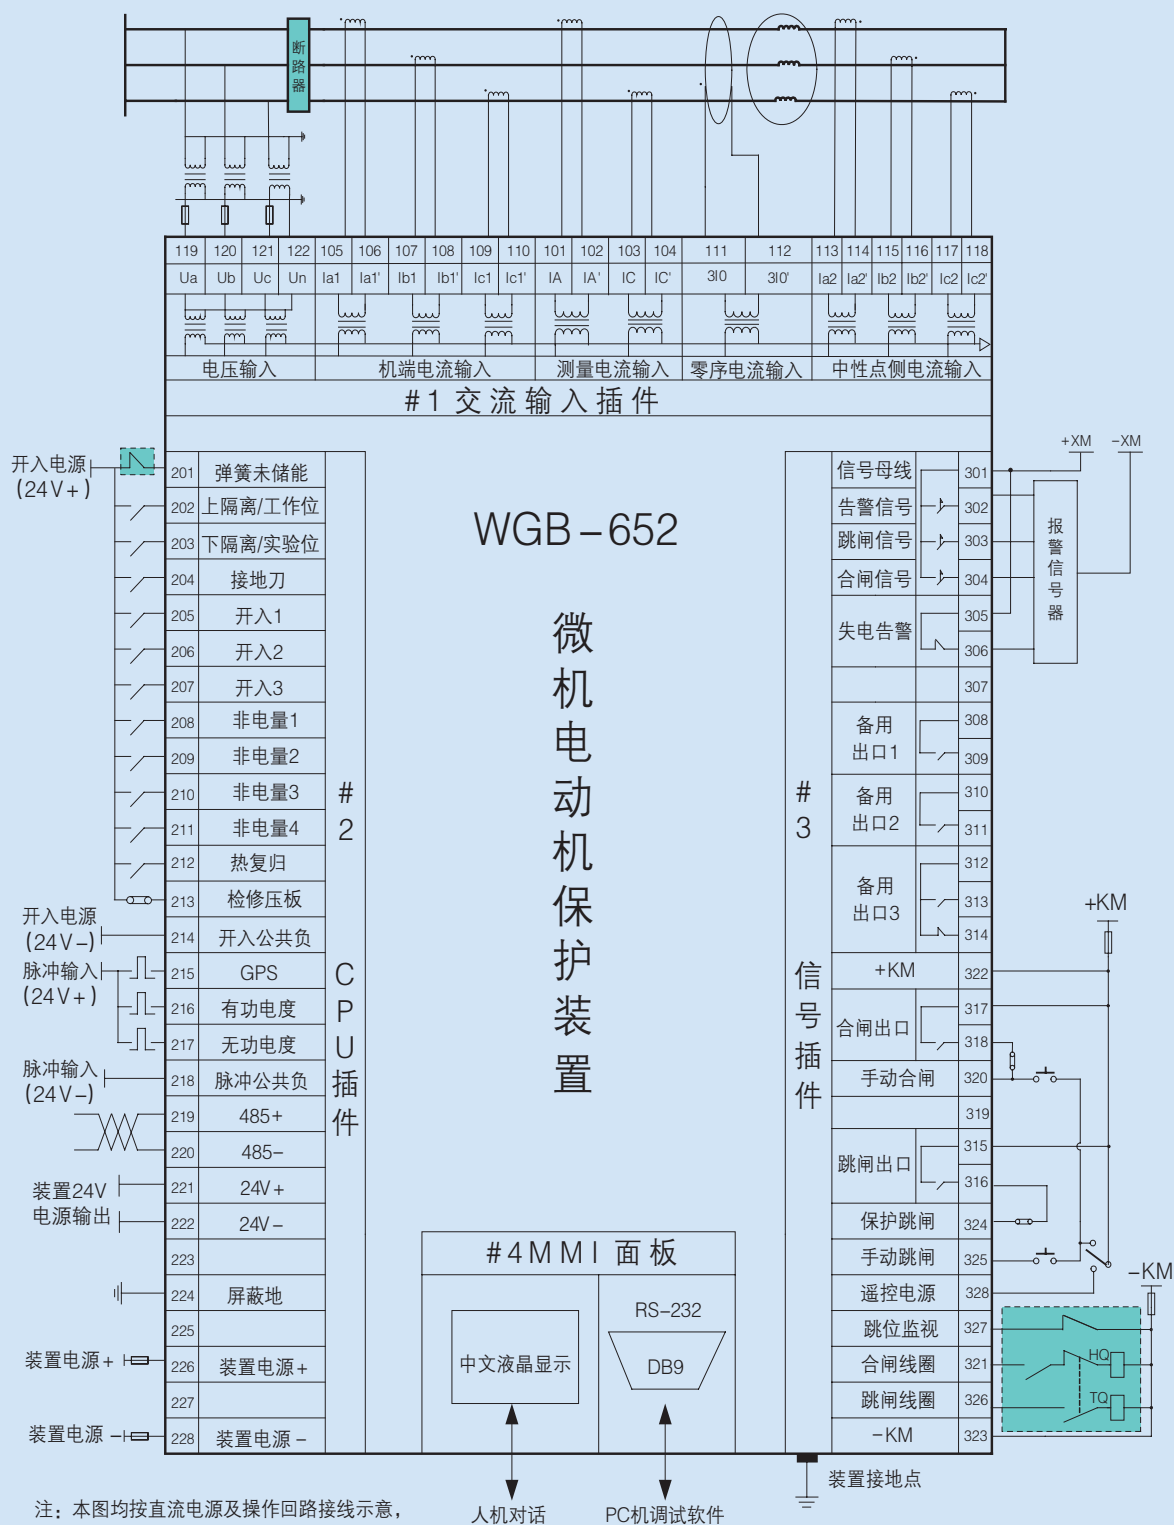 断路器
119 120 121 122 105 106 107 108 109 110 101 102 103 104 111 112 113 114 115 116 117 118
Ua Ub Uc Un Ia1 Ia1' Ib1 Ib1' Ic1 Ic1' IA IA' IC IC' 3I0 3I0' Ia2 Ia2' Ib2 Ib2' Ic2 Ic2'
电压输入 机端电流输入 测量电流输入 零序电流输入 中性点侧电流输入
#1交流输入插件
WGB-652
微机电动机保护装置
开入电源
(24V+)
201 弹簧未储能
202 上隔离/工作位
203 下隔离/实验位
204 接地刀
205 开入1
206 开入2
207 开入3
208 非电量1
209 非电量2
210 非电量3
211 非电量4
212 热复归
213 检修压板
开入电源
(24V-)
214 开入公共负
脉冲输入
(24V+)
215 GPS
216 有功电度
217 无功电度
脉冲输入
(24V-)
218 脉冲公共负
219 485+
220 485-
装置24V
电源输出
221 24V+
222 24V-
223
224 屏蔽地
225
装置电源+
226 装置电源+
227
装置电源-
228 装置电源-
#2
CPU插件
#3
信号插件
+XM -XM
信号母线 301
告警信号 302
跳闸信号 303
合闸信号 304
报警信号器
失电告警
305
306
307
备用
出口1
308
309
备用
出口2
310
311
备用
出口3
312
313
314
+KM
+KM 322
合闸出口
317
318
手动合闸 320
319
跳闸出口
315
316
保护跳闸 324
手动跳闸 325
遥控电源 328
-KM
跳位监视 327
合闸线圈 321
HQ
跳闸线圈 326
TQ
-KM 323
#4MMI面板
中文液晶显示
RS-232
DB9
人机对话
PC机调试软件
装置接地点
注：本图均按直流电源及操作回路接线示意，